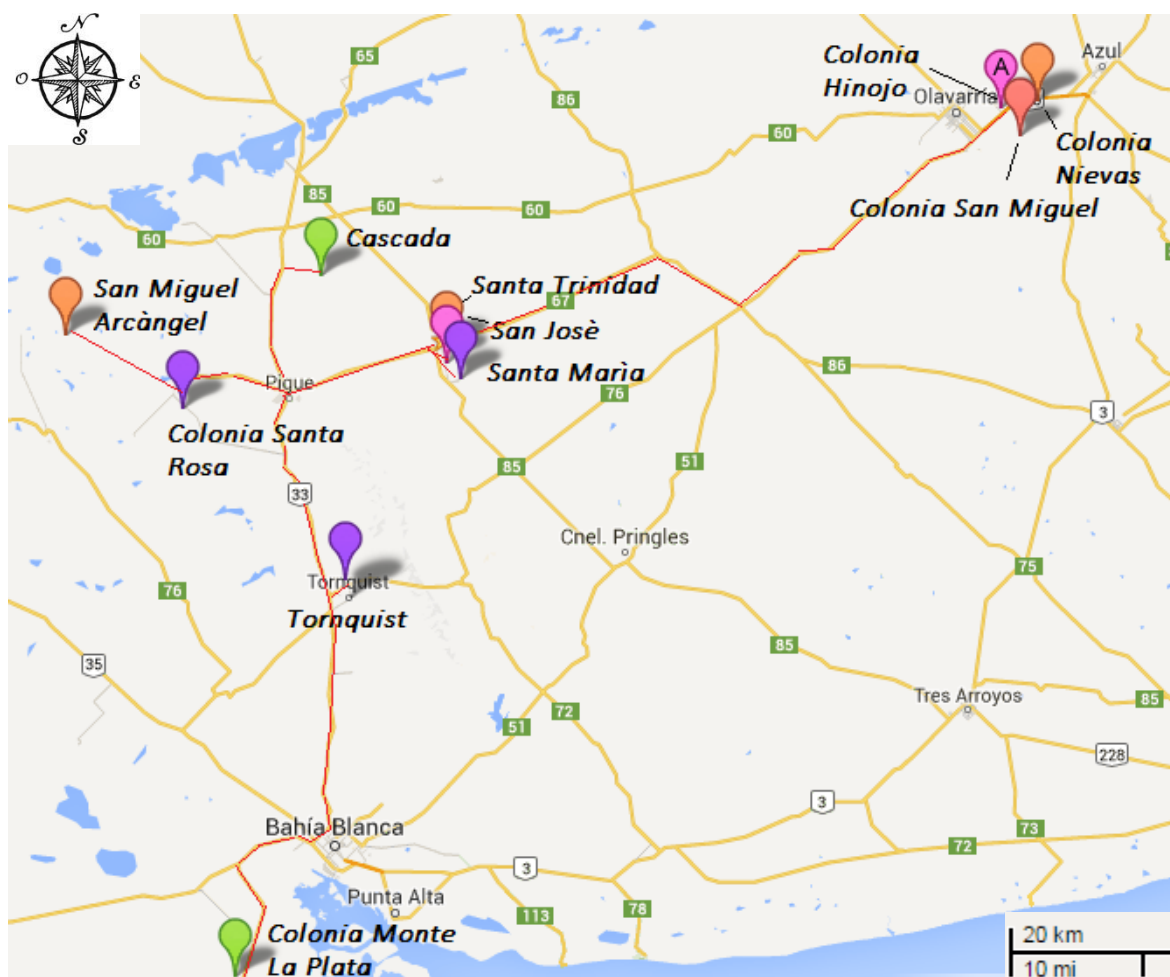 N
O
E
S
65
86
Colonia
Hinojo
A
Azul
Olavarría
60
Colonia
Nievas
Colonia San Miguel
85
60
60
60
Cascada
San Miguel
Arcàngel
Santa Trinidad
67
San Josè
Santa Marìa
Pigue
86
76
3
Colonia Santa
Rosa
85
51
33
Cnel. Pringles
75
76
Tornquist
Tornquist
85
35
Tres Arroyos
85
51
72
228
Bahía Blanca
3
73
72
3
Punta Alta
113
78
Colonia Monte
La Plata
20 km
10 mi